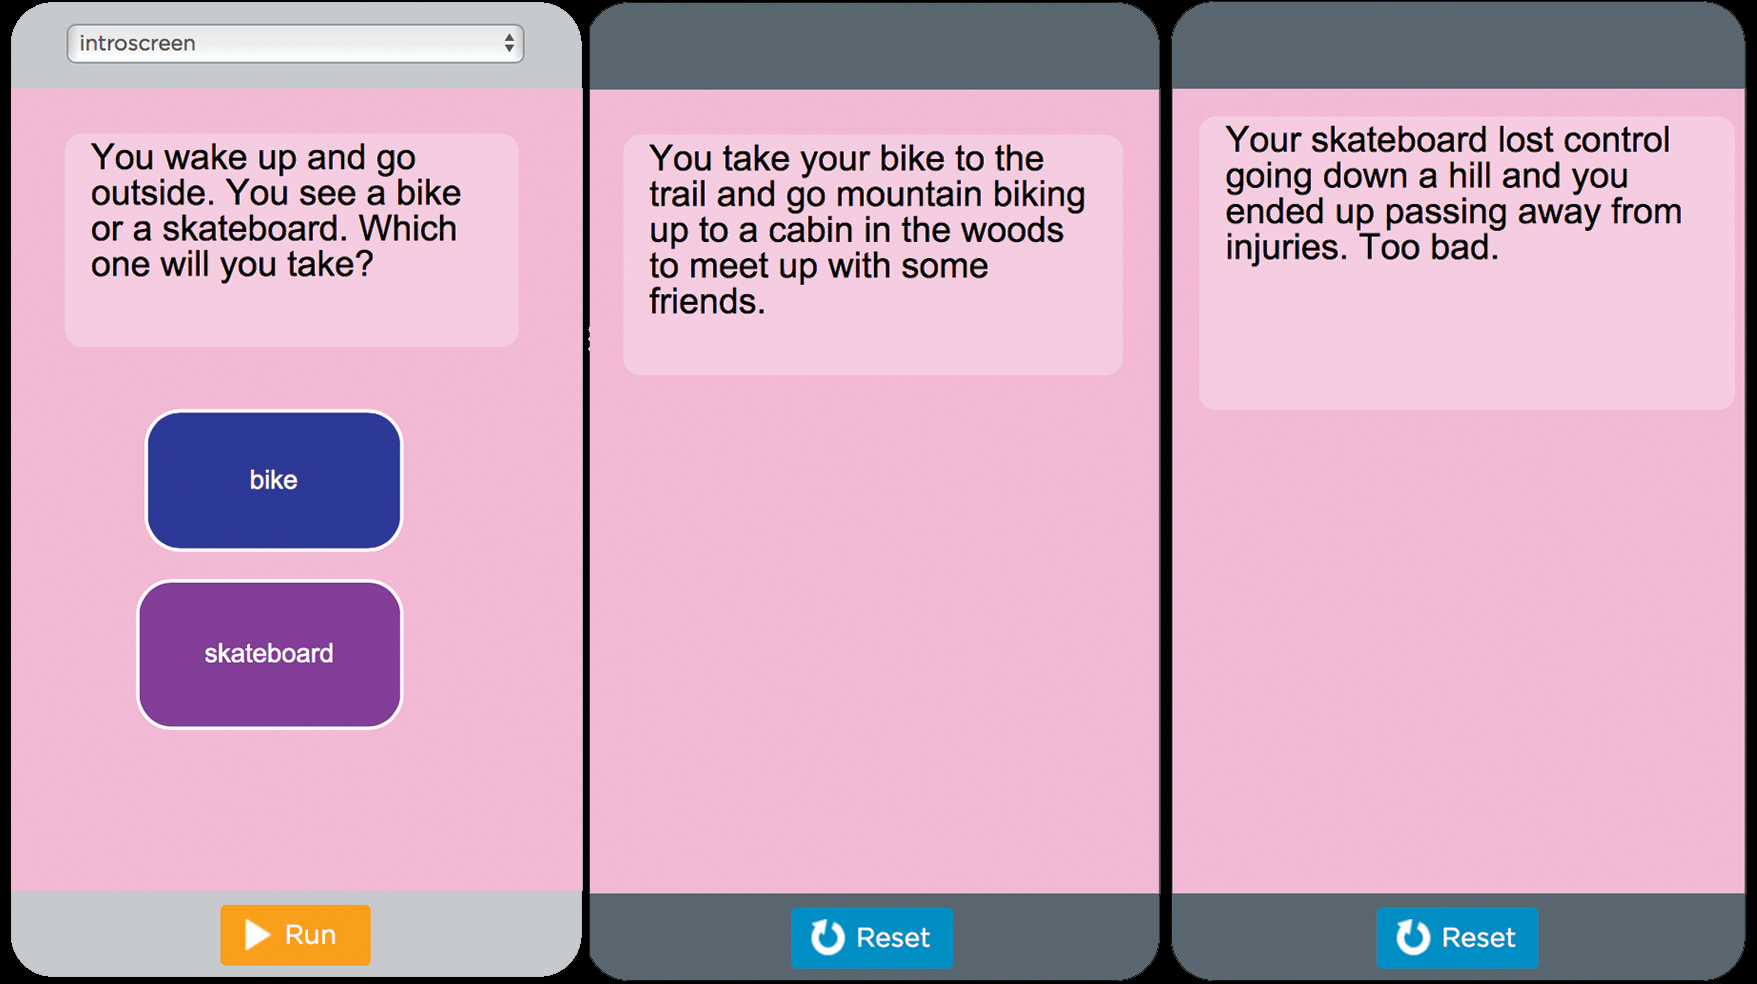 introscreen
You wake up and go
outside. You see a bike
or a skateboard. Which
one will you take?
bike
skateboard
Run
You take your bike to the
trail and go mountain biking
up to a cabin in the woods
to meet up with some
friends.
Reset
Your skateboard lost control
going down a hill and you
ended up passing away from
injuries. Too bad.
Reset